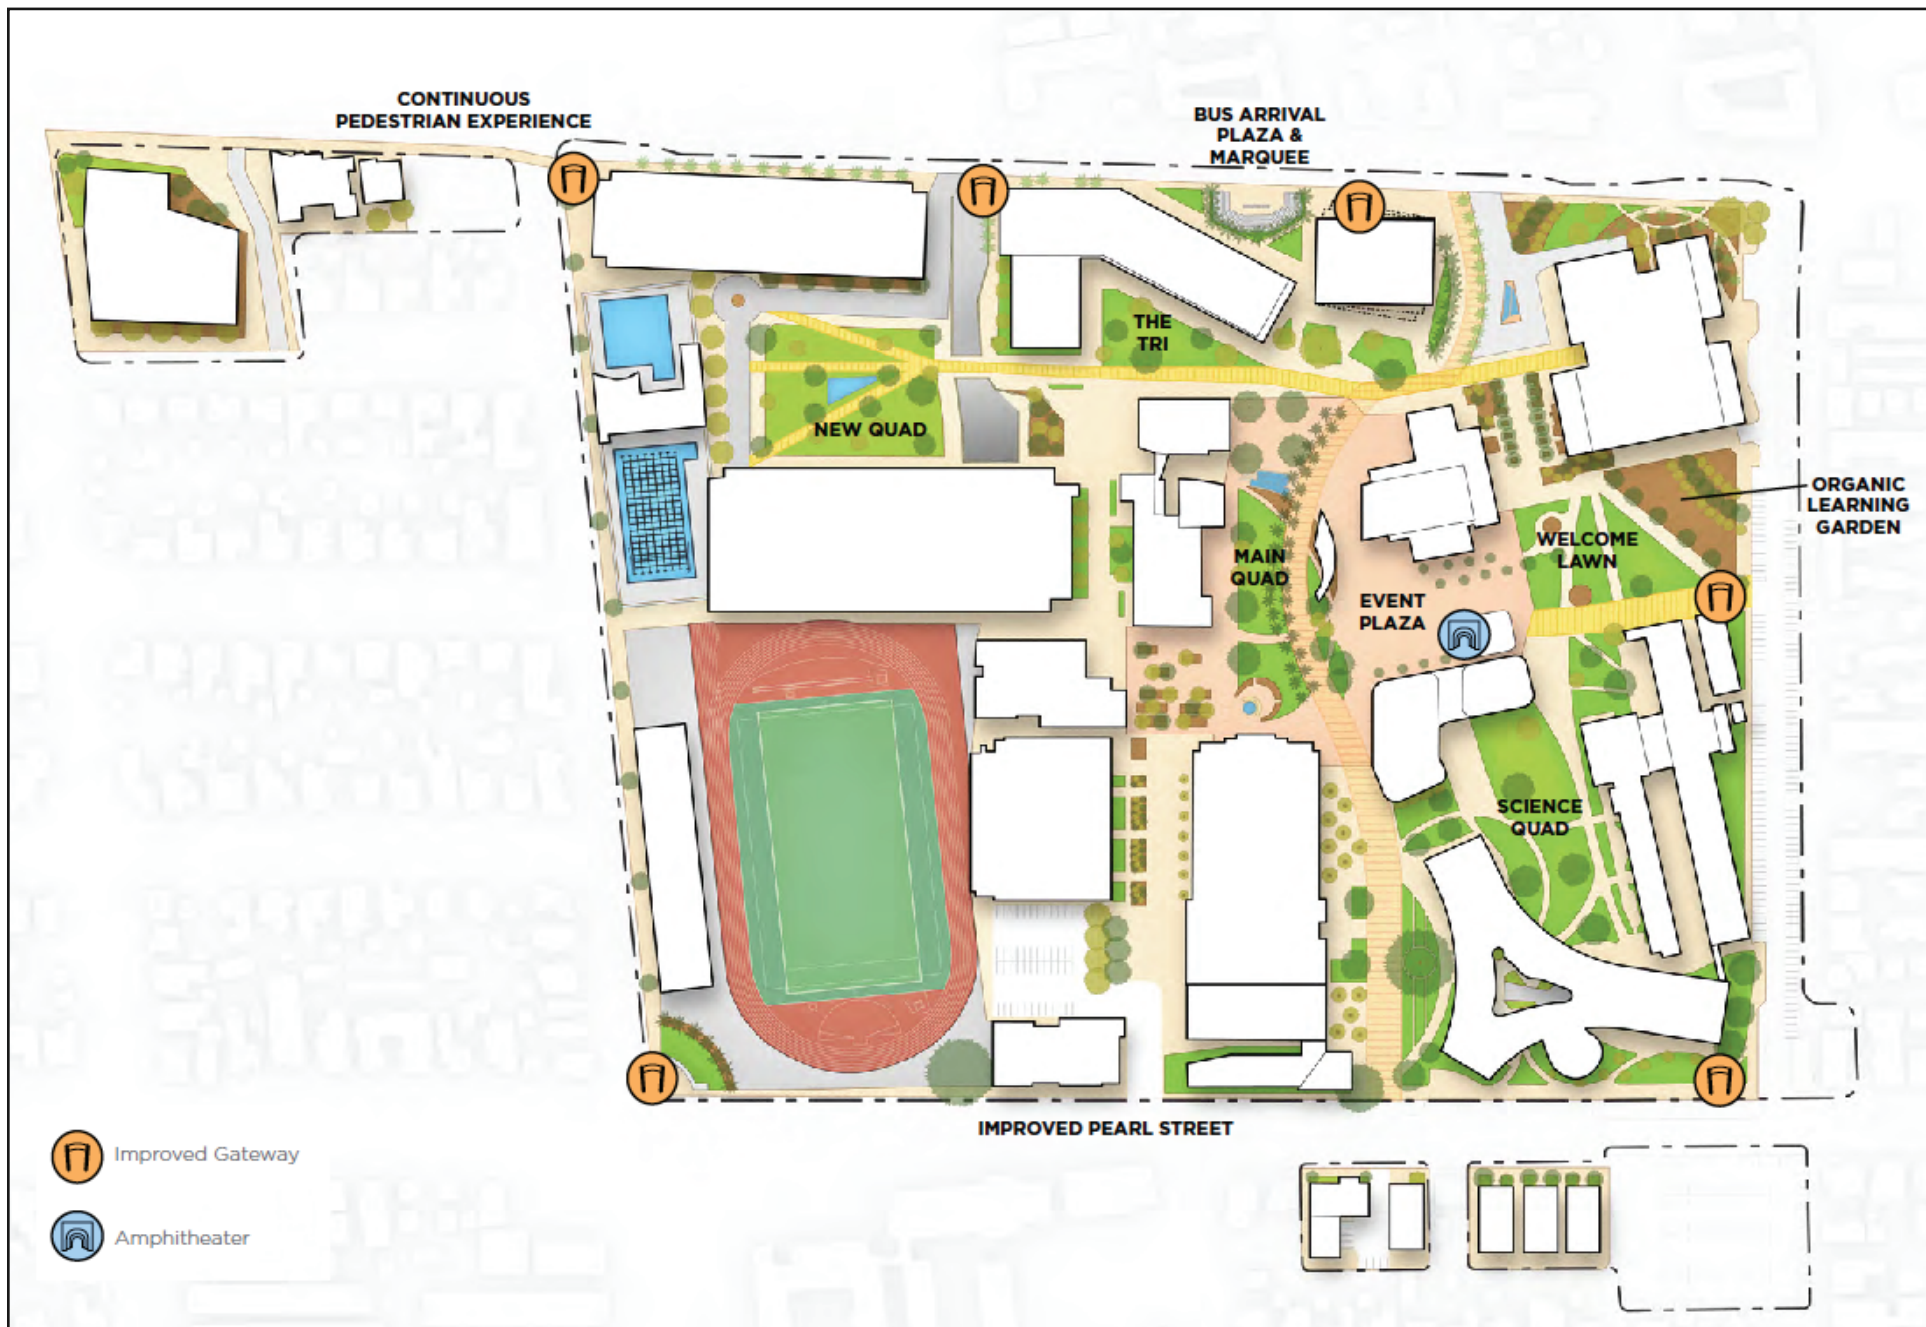 CONTINUOUS
PEDESTRIAN EXPERIENCE
BUS ARRIVAL
PLAZA &
MARQUEE
THE
TRI
NEW QUAD
ORGANIC
LEARNING
GARDEN
WELCOME
LAWN
MAIN
QUAD
EVENT
PLAZA
SCIENCE
QUAD
IMPROVED PEARL STREET
Improved Gateway
Amphitheater